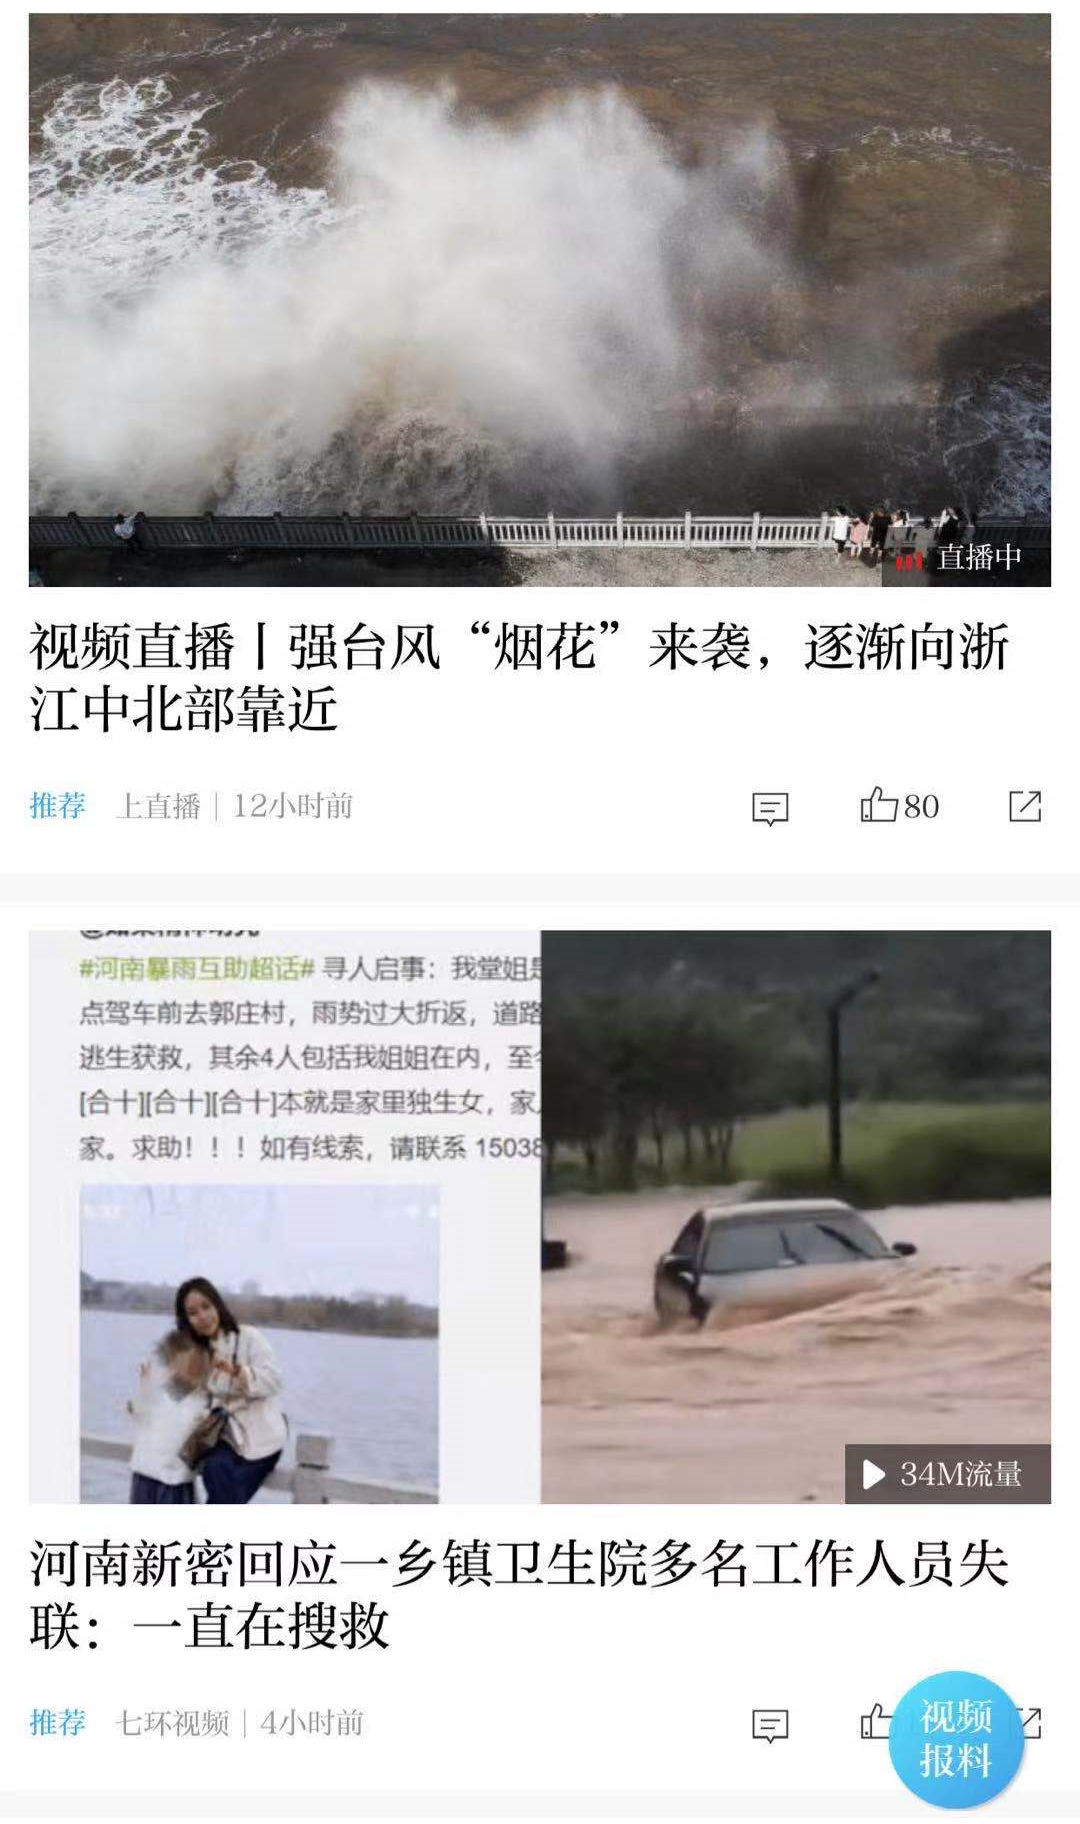 直播中
视频直播丨强台风“烟花”来袭，逐渐向浙
江中北部靠近
推荐 上直播 | 12小时前 80
#河南暴雨互助超话# 寻人启事：我堂姐是
点驾车前去郭庄村，雨势过大折返，道路
逃生获救，其余4人包括我姐姐在内，至今
[合十][合十][合十]本就是家里独生女，家人
家。求助！！！如有线索，请联系 15038
34M流量
河南新密回应一乡镇卫生院多名工作人员失
联：一直在搜救
推荐 七环视频 | 4小时前
视频
报料